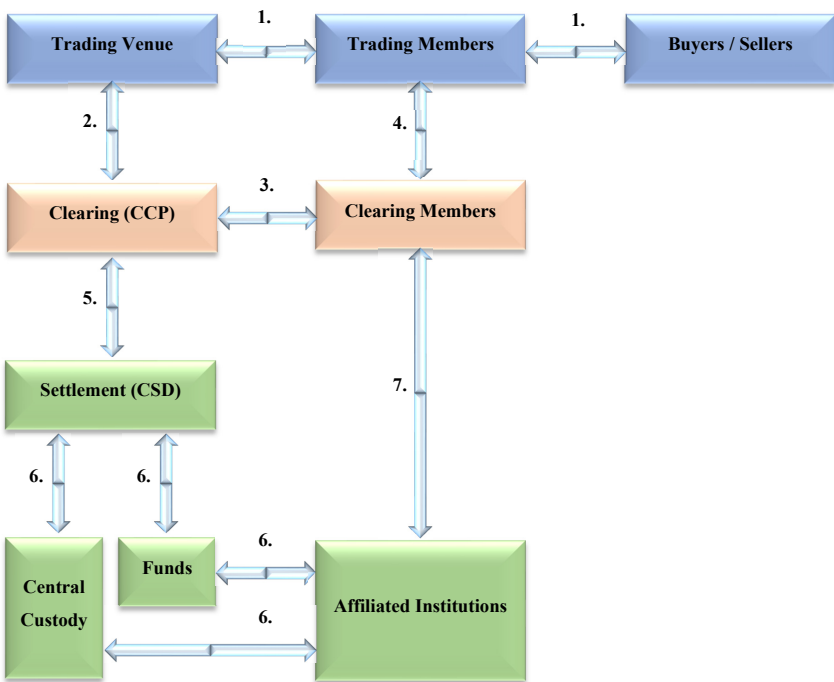 1.
1.
Trading Venue
Trading Members
Buyers / Sellers
2.
4.
3.
Clearing (CCP)
Clearing Members
5.
Settlement (CSD)
7.
6.
6.
6.
Funds
Central
Custody
Affiliated Institutions
6.